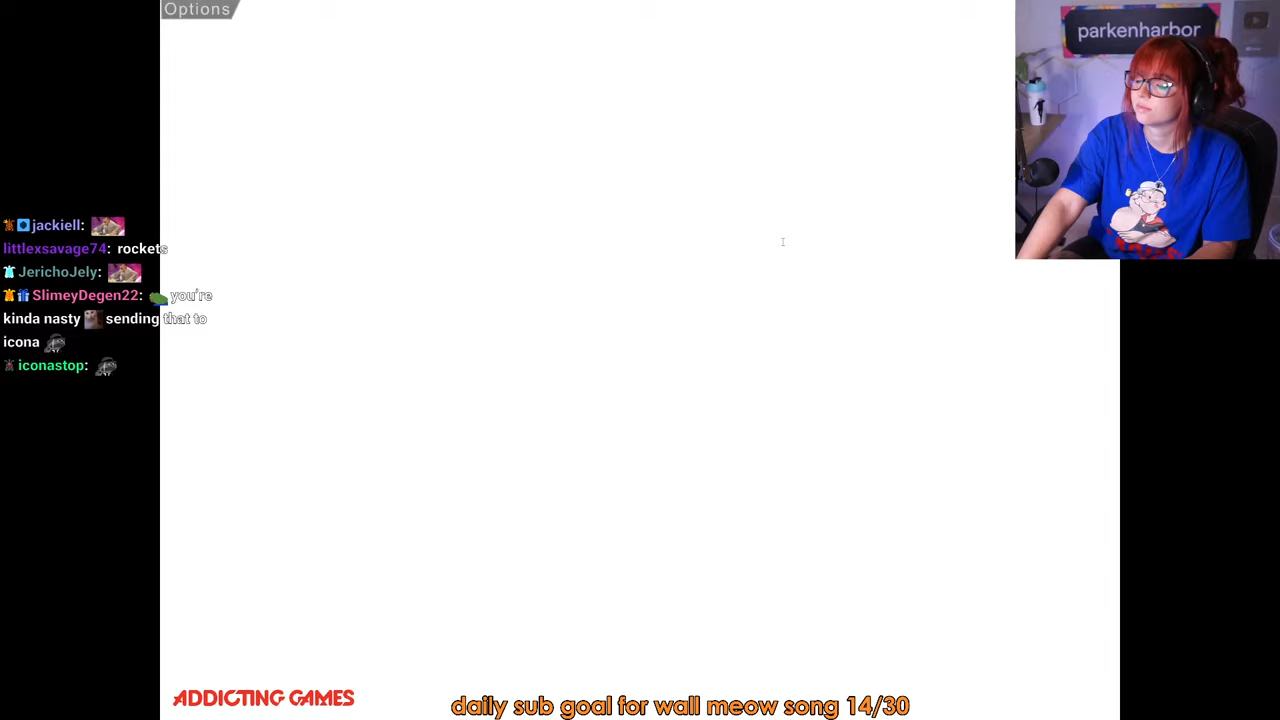 Options
parkenharbor
jackiell:
littlexsavage74: rockets
JerichoJely:
SlimeyDegen22: you're
kinda nasty sending that to
icona
iconastop:
ADDICTING GAMES
daily sub goal for wall meow song 14/30